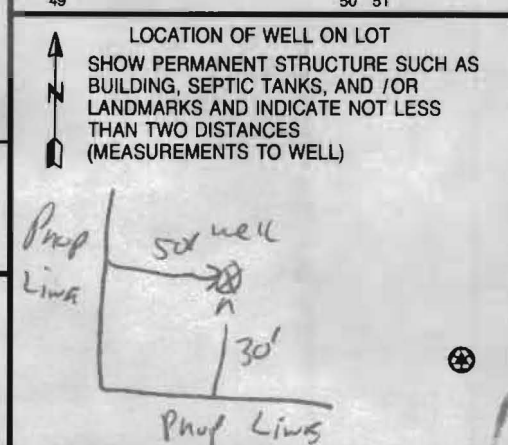 49 50 51
LOCATION OF WELL ON LOT
SHOW PERMANENT STRUCTURE SUCH AS
BUILDING, SEPTIC TANKS, AND /OR
LANDMARKS AND INDICATE NOT LESS
THAN TWO DISTANCES
(MEASUREMENTS TO WELL)
N
Prop
Line
50' well
30'
Prop Line